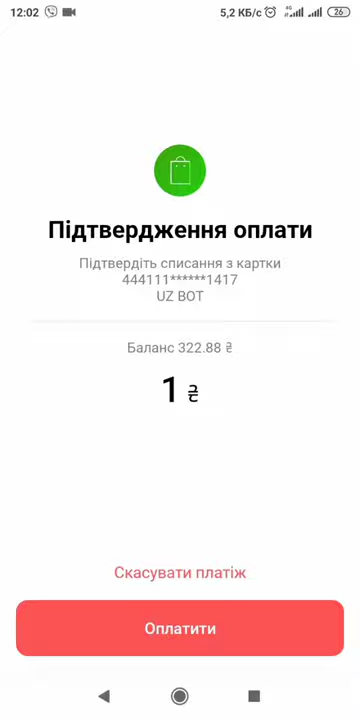 12:02 5,2 КБ/с 4G 26
Підтвердження оплати
Підтвердіть списання з картки
444111******1417
UZ BOT
Баланс 322.88 ₴
1 ₴
Скасувати платіж
Оплатити